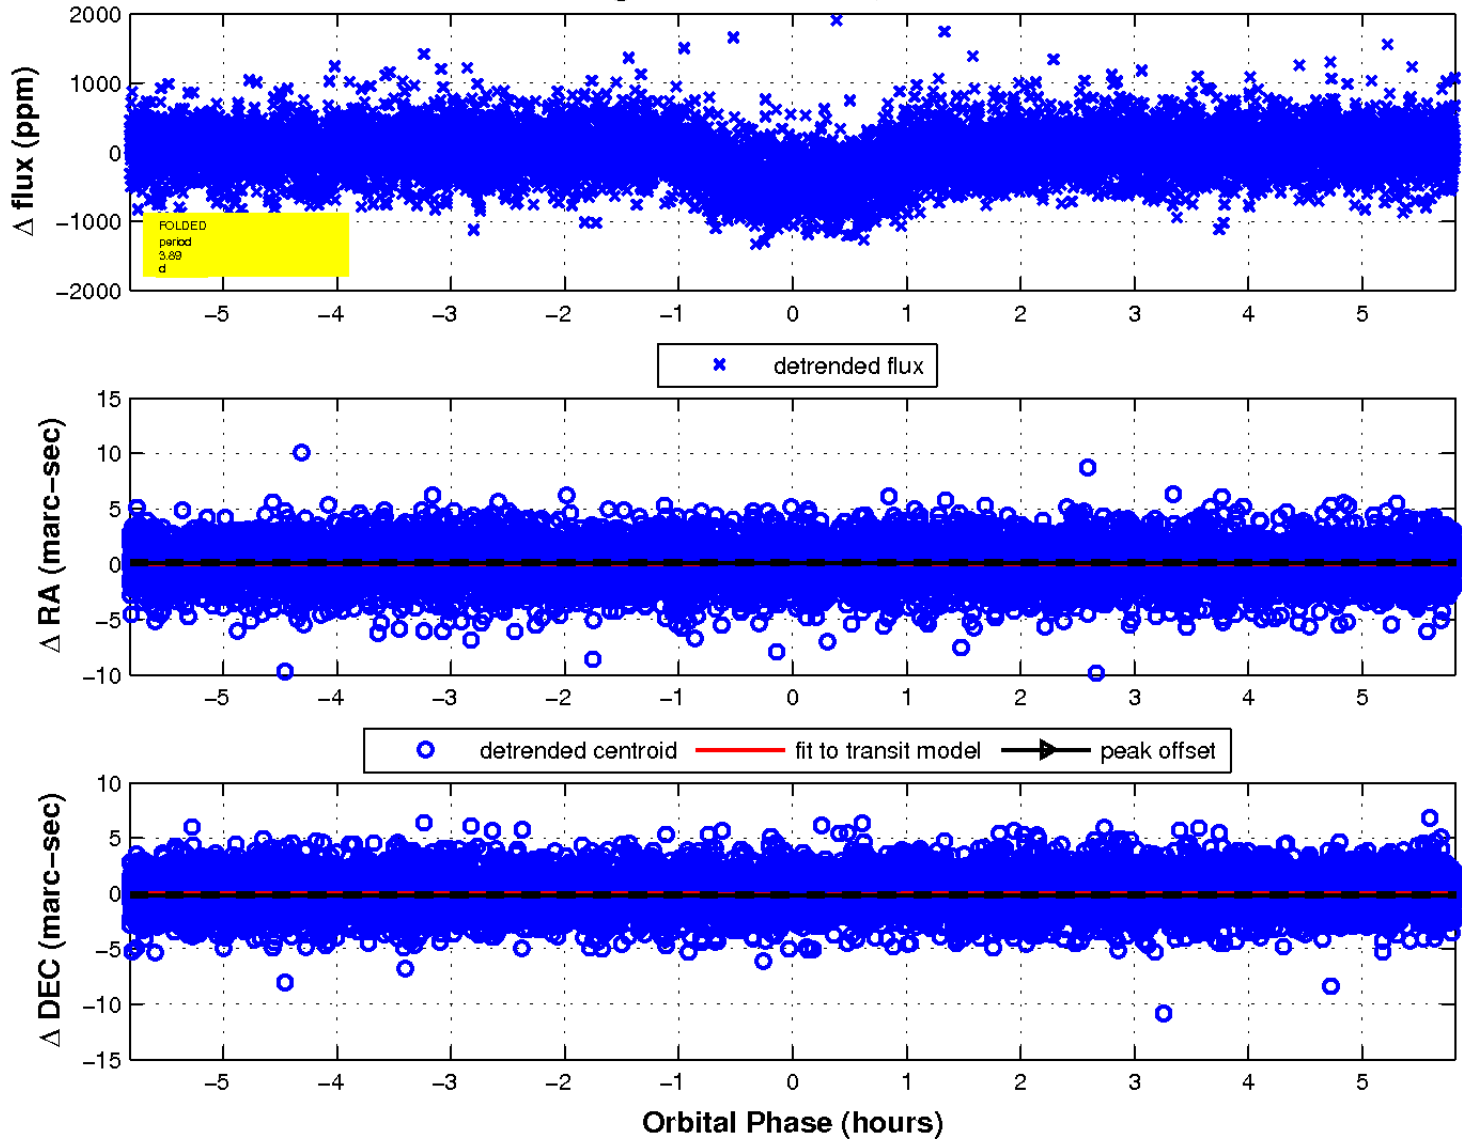 2000
1000
0
−1000
−2000
Δ flux (ppm)
FOLDED
period
3.89
d
−5 −4 −3 −2 −1 0 1 2 3 4 5
detrended flux
15
10
5
0
−5
−10
Δ RA (marc−sec)
−5 −4 −3 −2 −1 0 1 2 3 4 5
detrended centroid fit to transit model peak offset
10
5
0
−5
−10
−15
Δ DEC (marc−sec)
−5 −4 −3 −2 −1 0 1 2 3 4 5
Orbital Phase (hours)